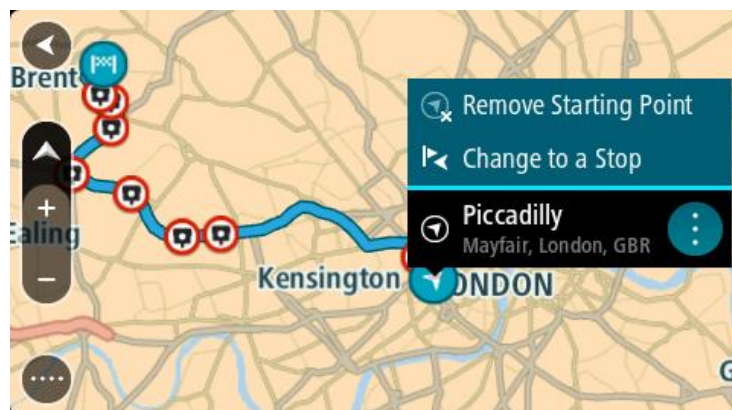 Brent
Remove Starting Point
Change to a Stop
Piccadilly
Mayfair, London, GBR
Ealing
Kensington
ONDON
G